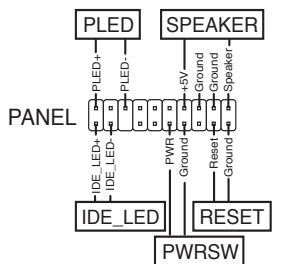 PLED SPEAKER
PLED+ PLED- +5V Ground Ground Speaker
PANEL
IDE_LED+ IDE_LED- PWR Ground Reset Ground
IDE_LED RESET
PWRSW